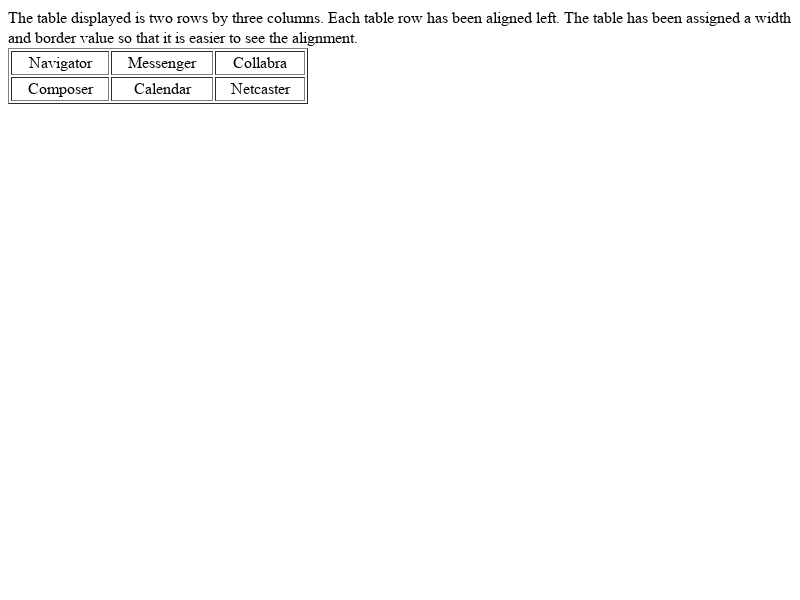 The table displayed is two rows by three columns. Each table row has been aligned left. The table has been assigned a width
and border value so that it is easier to see the alignment.
Navigator Messenger Collabra
Composer Calendar Netcaster